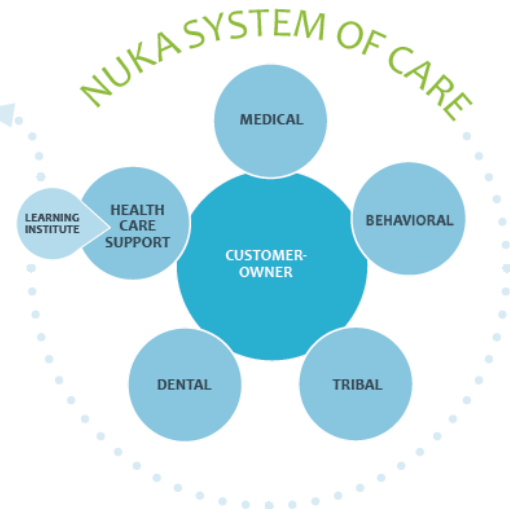 NUKA SYSTEM OF CARE
MEDICAL
LEARNING
INSTITUTE
HEALTH
CARE
SUPPORT
BEHAVIORAL
CUSTOMER-
OWNER
DENTAL
TRIBAL